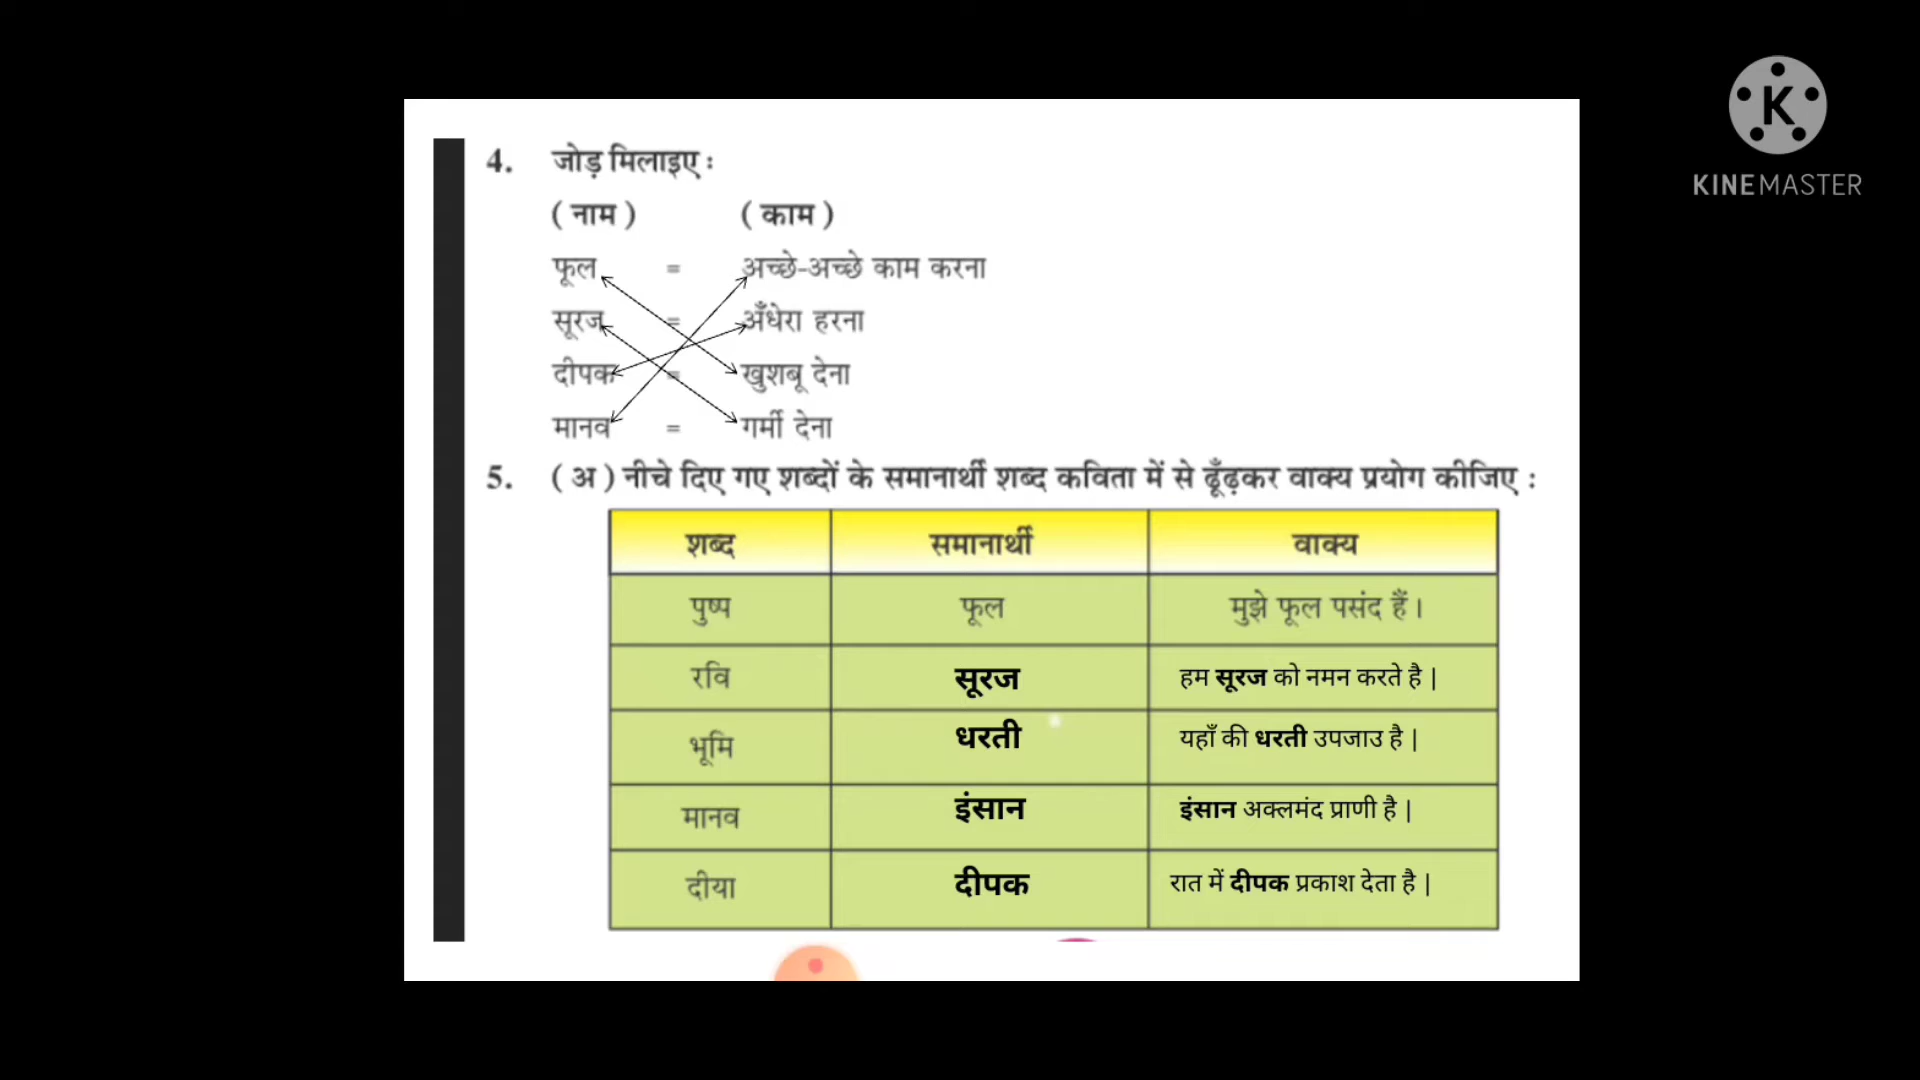 4. जोड़ मिलाइए :
( नाम ) ( काम )
फूल = अच्छे-अच्छे काम करना
सूरज = अँधेरा हरना
दीपक = खुशबू देना
मानव = गर्मी देना
5. ( अ ) नीचे दिए गए शब्दों के समानार्थी शब्द कविता में से ढूँढ़कर वाक्य प्रयोग कीजिए :
शब्द समानार्थी वाक्य
पुष्प फूल मुझे फूल पसंद हैं ।
रवि सूरज हम सूरज को नमन करते है |
भूमि धरती यहाँ की धरती उपजाउ है |
मानव इंसान इंसान अक्लमंद प्राणी है |
दीया दीपक रात में दीपक प्रकाश देता है |
K
KINEMASTER